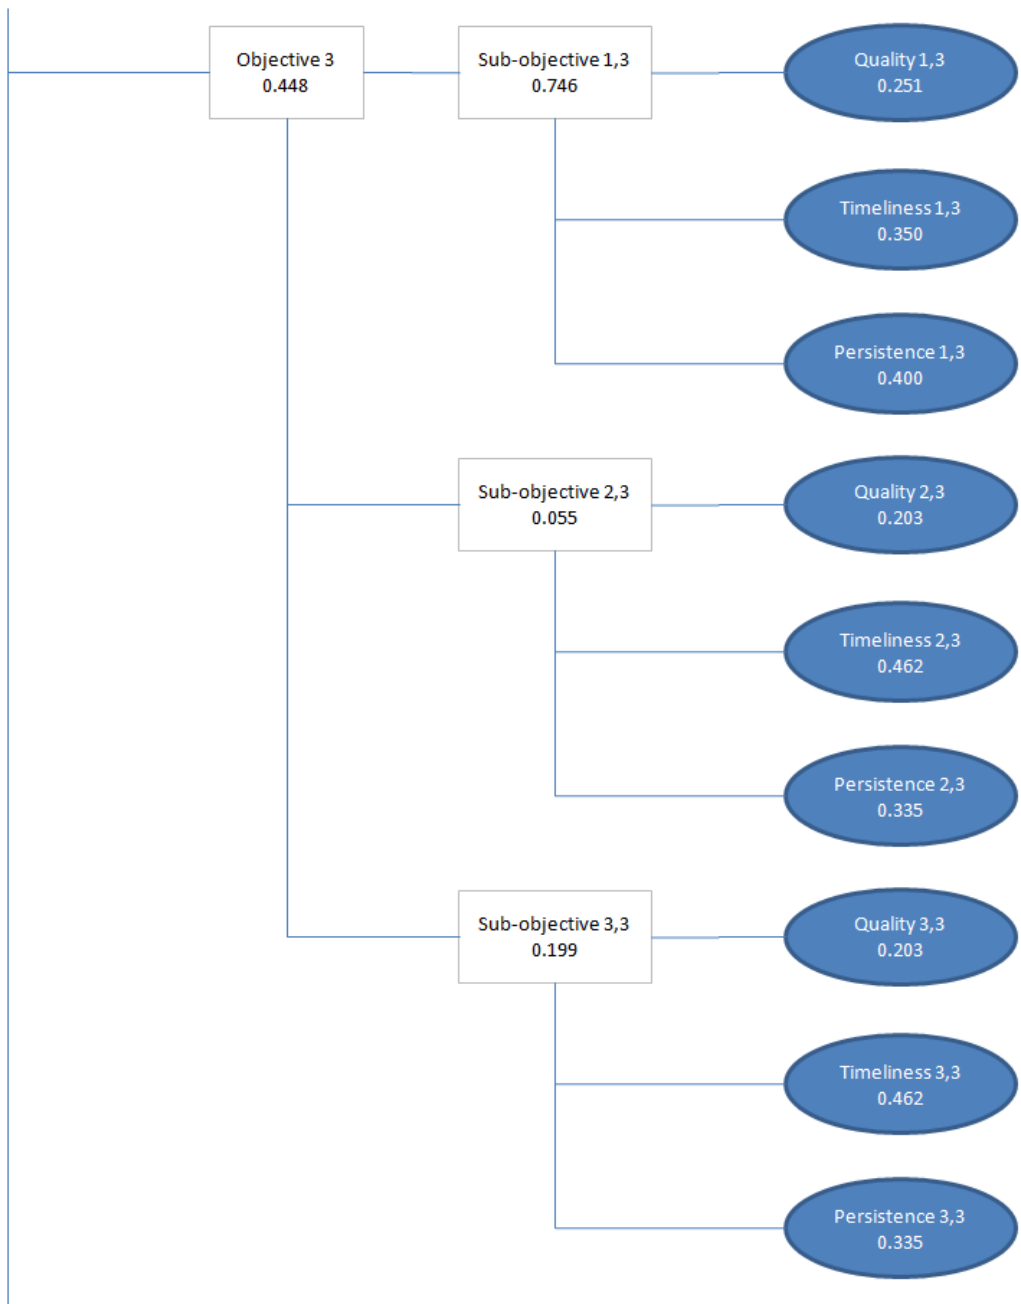 Objective 3
0.448
Sub-objective 1,3
0.746
Quality 1,3
0.251
Timeliness 1,3
0.350
Persistence 1,3
0.400
Sub-objective 2,3
0.055
Quality 2,3
0.203
Timeliness 2,3
0.462
Persistence 2,3
0.335
Sub-objective 3,3
0.199
Quality 3,3
0.203
Timeliness 3,3
0.462
Persistence 3,3
0.335